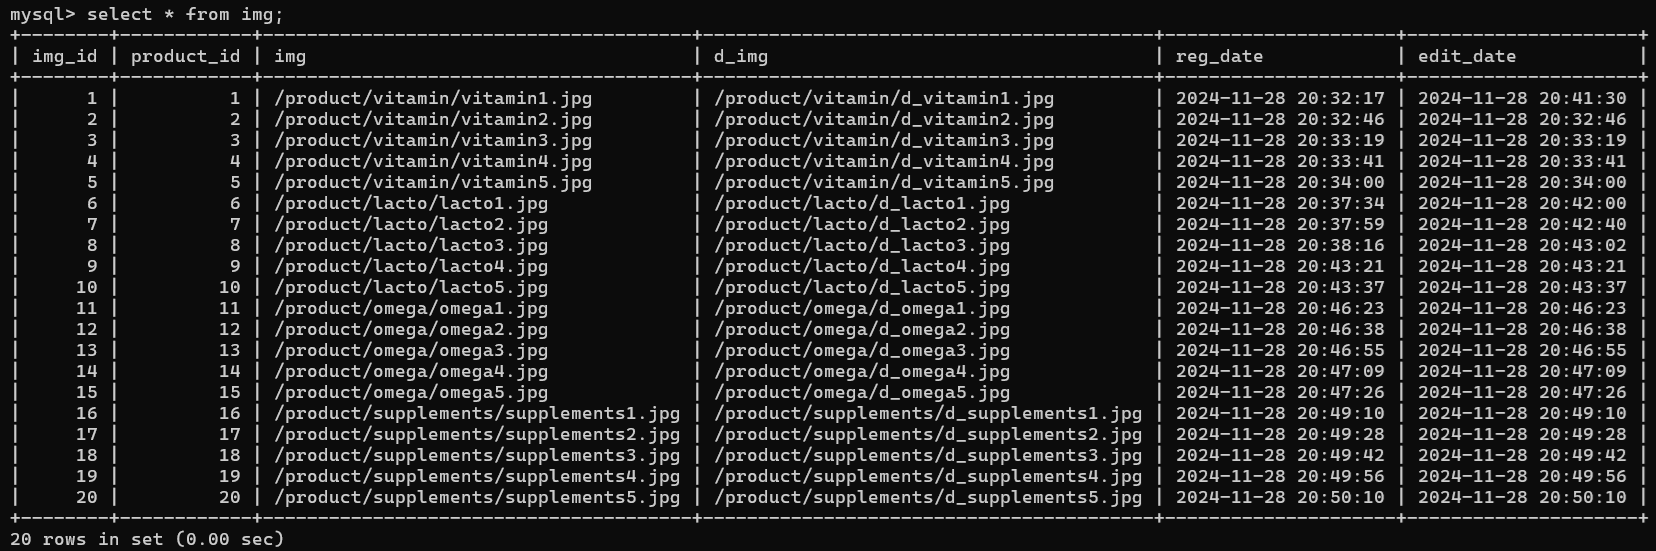 mysql> select * from img;
+--------+------------+---------------------------------------+-----------------------------------------+---------------------+---------------------+
| img_id | product_id | img                                   | d_img                                   | reg_date            | edit_date           |
+--------+------------+---------------------------------------+-----------------------------------------+---------------------+---------------------+
|      1 |          1 | /product/vitamin/vitamin1.jpg         | /product/vitamin/d_vitamin1.jpg         | 2024-11-28 20:32:17 | 2024-11-28 20:41:30 |
|      2 |          2 | /product/vitamin/vitamin2.jpg         | /product/vitamin/d_vitamin2.jpg         | 2024-11-28 20:32:46 | 2024-11-28 20:32:46 |
|      3 |          3 | /product/vitamin/vitamin3.jpg         | /product/vitamin/d_vitamin3.jpg         | 2024-11-28 20:33:19 | 2024-11-28 20:33:19 |
|      4 |          4 | /product/vitamin/vitamin4.jpg         | /product/vitamin/d_vitamin4.jpg         | 2024-11-28 20:33:41 | 2024-11-28 20:33:41 |
|      5 |          5 | /product/vitamin/vitamin5.jpg         | /product/vitamin/d_vitamin5.jpg         | 2024-11-28 20:34:00 | 2024-11-28 20:34:00 |
|      6 |          6 | /product/lacto/lacto1.jpg             | /product/lacto/d_lacto1.jpg             | 2024-11-28 20:37:34 | 2024-11-28 20:42:00 |
|      7 |          7 | /product/lacto/lacto2.jpg             | /product/lacto/d_lacto2.jpg             | 2024-11-28 20:37:59 | 2024-11-28 20:42:40 |
|      8 |          8 | /product/lacto/lacto3.jpg             | /product/lacto/d_lacto3.jpg             | 2024-11-28 20:38:16 | 2024-11-28 20:43:02 |
|      9 |          9 | /product/lacto/lacto4.jpg             | /product/lacto/d_lacto4.jpg             | 2024-11-28 20:43:21 | 2024-11-28 20:43:21 |
|     10 |         10 | /product/lacto/lacto5.jpg             | /product/lacto/d_lacto5.jpg             | 2024-11-28 20:43:37 | 2024-11-28 20:43:37 |
|     11 |         11 | /product/omega/omega1.jpg             | /product/omega/d_omega1.jpg             | 2024-11-28 20:46:23 | 2024-11-28 20:46:23 |
|     12 |         12 | /product/omega/omega2.jpg             | /product/omega/d_omega2.jpg             | 2024-11-28 20:46:38 | 2024-11-28 20:46:38 |
|     13 |         13 | /product/omega/omega3.jpg             | /product/omega/d_omega3.jpg             | 2024-11-28 20:46:55 | 2024-11-28 20:46:55 |
|     14 |         14 | /product/omega/omega4.jpg             | /product/omega/d_omega4.jpg             | 2024-11-28 20:47:09 | 2024-11-28 20:47:09 |
|     15 |         15 | /product/omega/omega5.jpg             | /product/omega/d_omega5.jpg             | 2024-11-28 20:47:26 | 2024-11-28 20:47:26 |
|     16 |         16 | /product/supplements/supplements1.jpg | /product/supplements/d_supplements1.jpg | 2024-11-28 20:49:10 | 2024-11-28 20:49:10 |
|     17 |         17 | /product/supplements/supplements2.jpg | /product/supplements/d_supplements2.jpg | 2024-11-28 20:49:28 | 2024-11-28 20:49:28 |
|     18 |         18 | /product/supplements/supplements3.jpg | /product/supplements/d_supplements3.jpg | 2024-11-28 20:49:42 | 2024-11-28 20:49:42 |
|     19 |         19 | /product/supplements/supplements4.jpg | /product/supplements/d_supplements4.jpg | 2024-11-28 20:49:56 | 2024-11-28 20:49:56 |
|     20 |         20 | /product/supplements/supplements5.jpg | /product/supplements/d_supplements5.jpg | 2024-11-28 20:50:10 | 2024-11-28 20:50:10 |
+--------+------------+---------------------------------------+-----------------------------------------+---------------------+---------------------+
20 rows in set (0.00 sec)